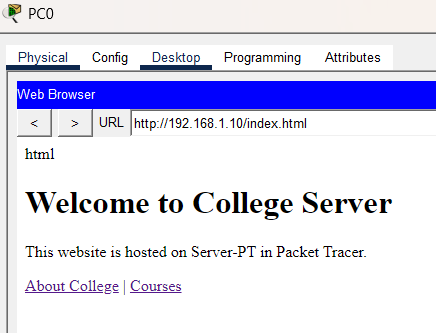 PC0
Physical Config Desktop Programming Attributes
Web Browser
< > URL http://192.168.1.10/index.html
html
Welcome to College Server
This website is hosted on Server-PT in Packet Tracer.
About College | Courses